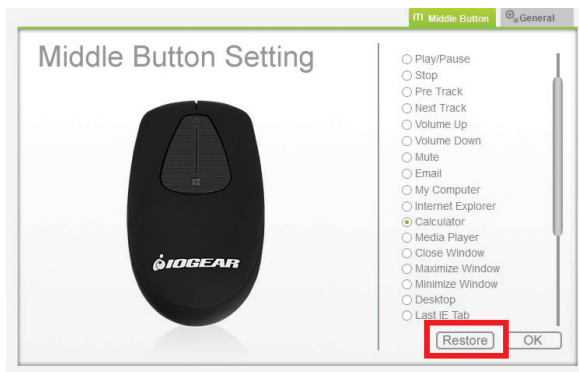 m Middle Button
General
Middle Button Setting
Play/Pause
Stop
Pre Track
Next Track
Volume Up
Volume Down
Mute
Email
My Computer
Internet Explorer
Calculator
Media Player
Close Window
Maximize Window
Minimize Window
Desktop
Last IE Tab
IOGEAR
Restore
OK